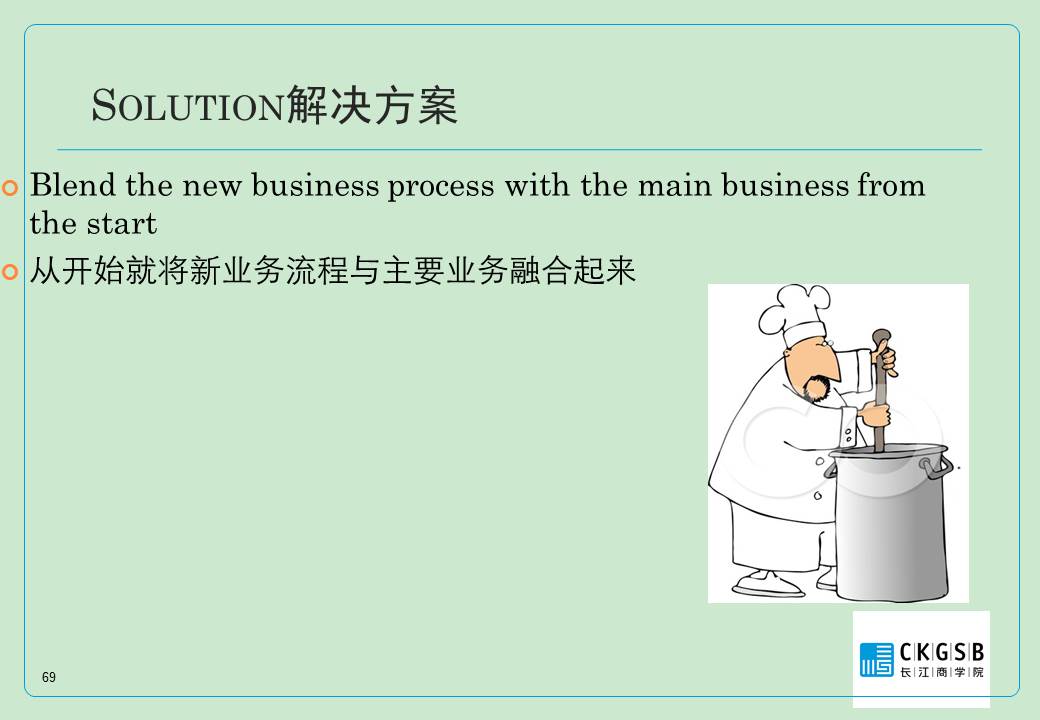 SOLUTION解决方案
Blend the new business process with the main business from
the start
从开始就将新业务流程与主要业务融合起来
CKGSB
长江商学院
69